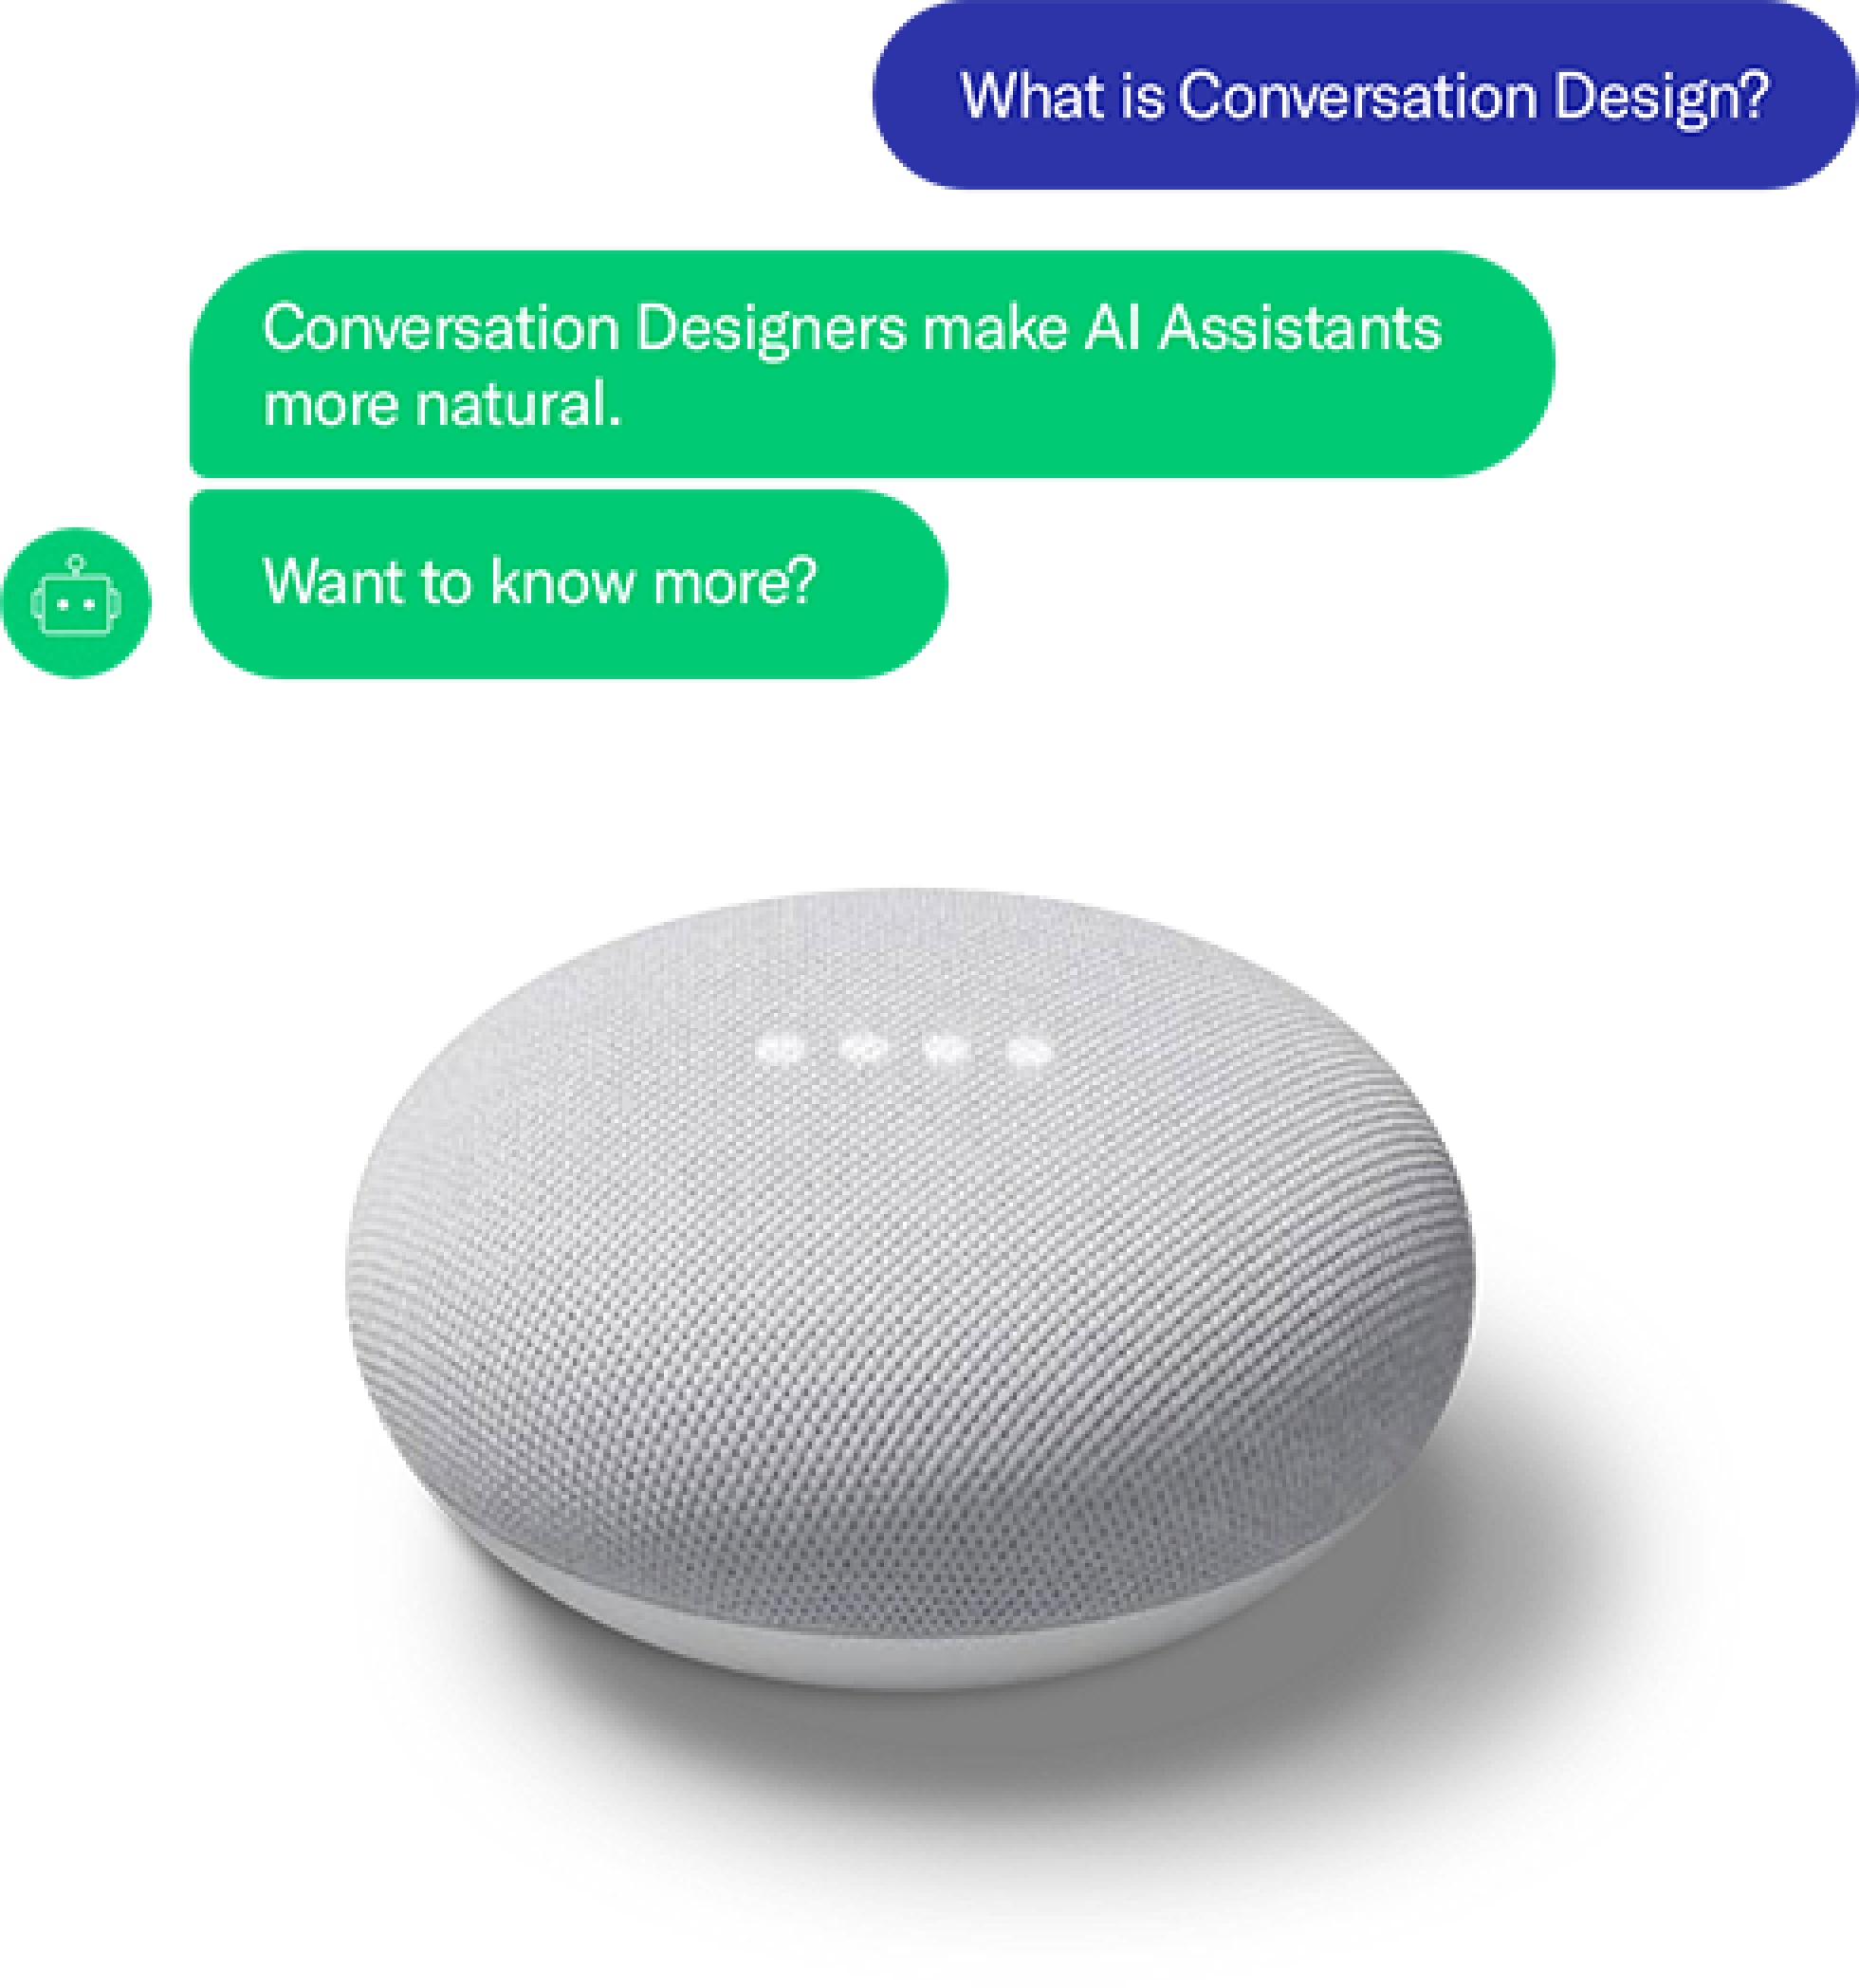 What is Conversation Design?
Conversation Designers make AI Assistants
more natural.
Want to know more?